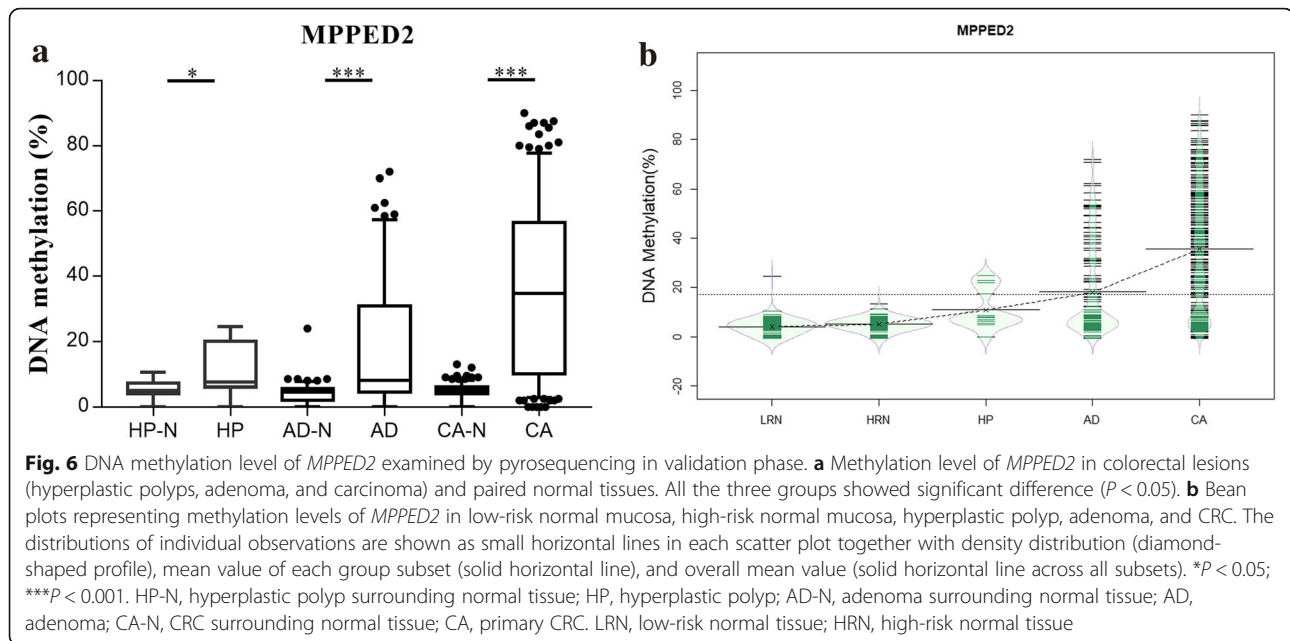 MPPED2
a
DNA methylation (%)
100
80
60
40
20
0
*
***
***
HP-N HP AD-N AD CA-N CA
b
MPPED2
DNA Methylation(%)
100
80
60
40
20
0
-20
LRN HRN HP AD CA
Fig. 6 DNA methylation level of MPPED2 examined by pyrosequencing in validation phase. a Methylation level of MPPED2 in colorectal lesions
(hyperplastic polyps, adenoma, and carcinoma) and paired normal tissues. All the three groups showed significant difference (P < 0.05). b Bean
plots representing methylation levels of MPPED2 in low-risk normal mucosa, high-risk normal mucosa, hyperplastic polyp, adenoma, and CRC. The
distributions of individual observations are shown as small horizontal lines in each scatter plot together with density distribution (diamond-
shaped profile), mean value of each group subset (solid horizontal line), and overall mean value (solid horizontal line across all subsets). *P < 0.05;
***P < 0.001. HP-N, hyperplastic polyp surrounding normal tissue; HP, hyperplastic polyp; AD-N, adenoma surrounding normal tissue; AD,
adenoma; CA-N, CRC surrounding normal tissue; CA, primary CRC. LRN, low-risk normal tissue; HRN, high-risk normal tissue